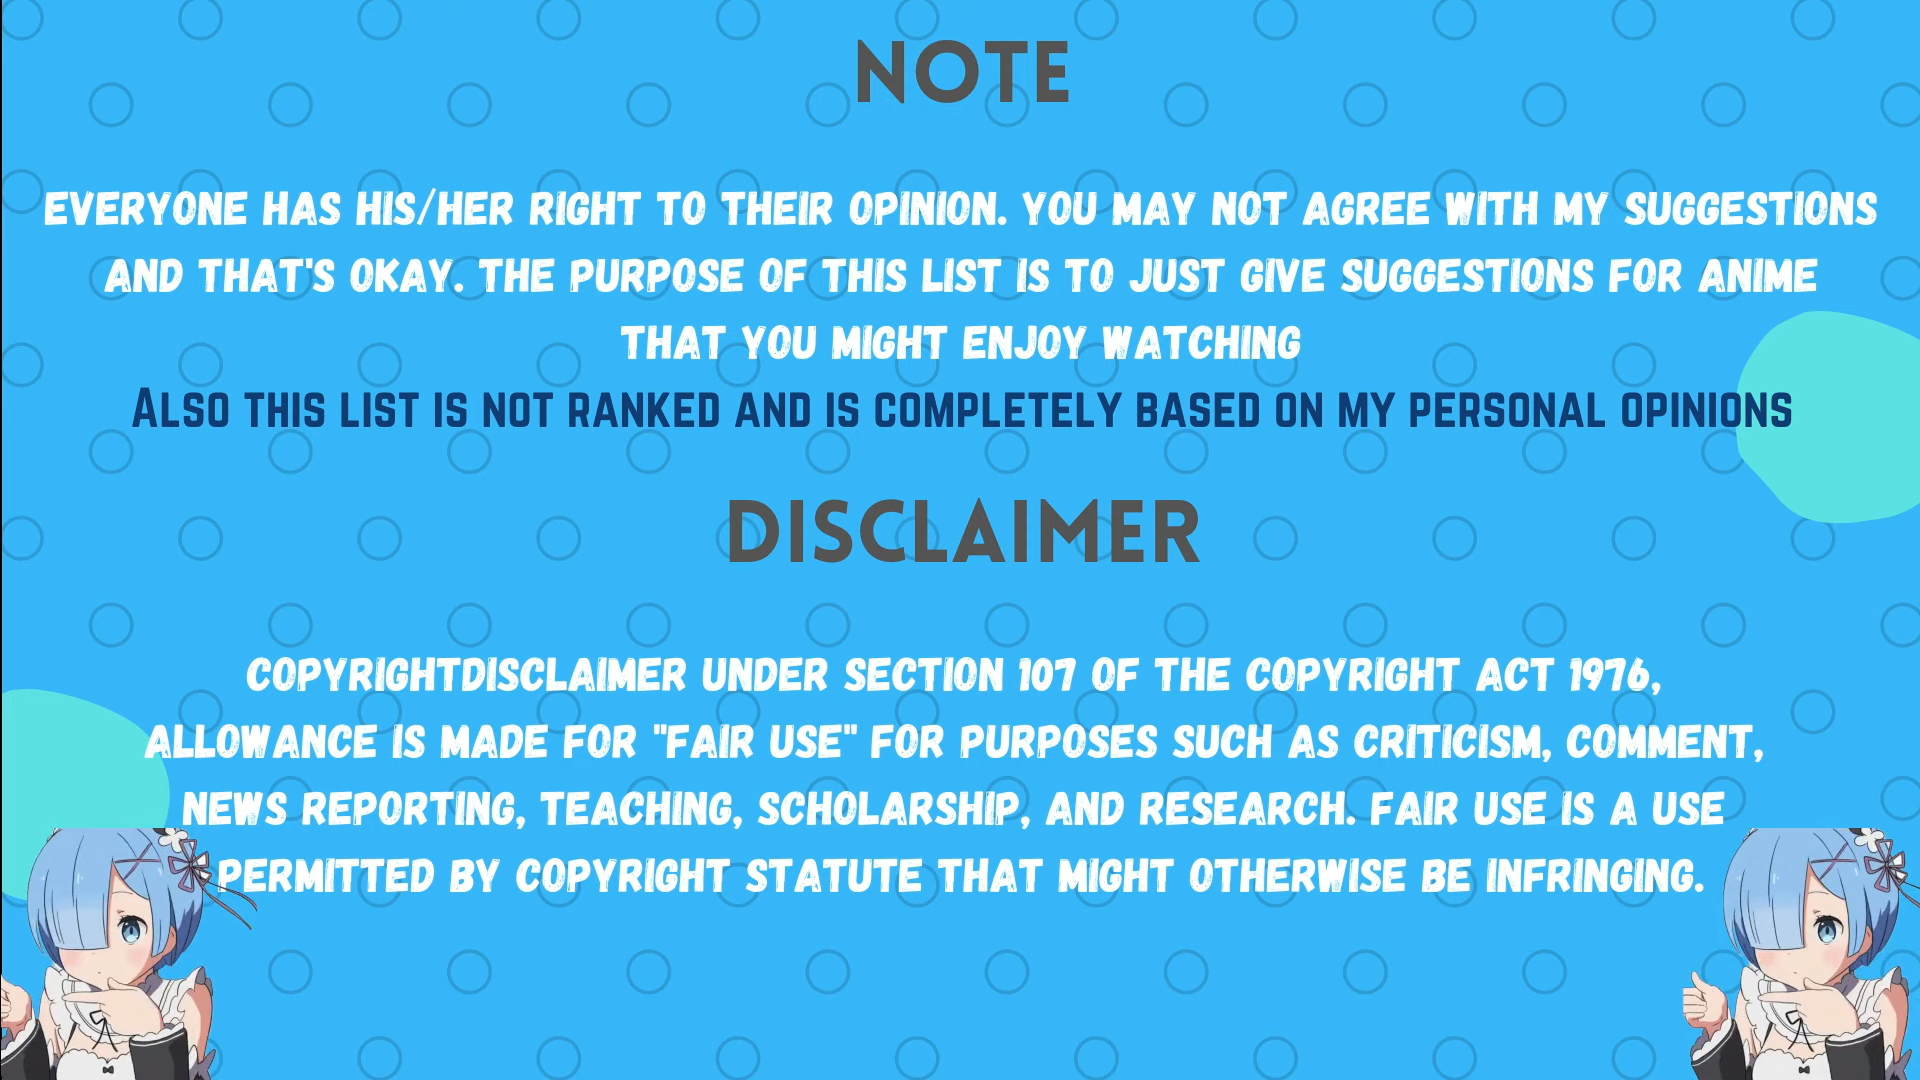 NOTE
EVERYONE HAS HIS/HER RIGHT TO THEIR OPINION. YOU MAY NOT AGREE WITH MY SUGGESTIONS
AND THAT'S OKAY. THE PURPOSE OF THIS LIST IS TO JUST GIVE SUGGESTIONS FOR ANIME
THAT YOU MIGHT ENJOY WATCHING
ALSO THIS LIST IS NOT RANKED AND IS COMPLETELY BASED ON MY PERSONAL OPINIONS
DISCLAIMER
COPYRIGHTDISCLAIMER UNDER SECTION 107 OF THE COPYRIGHT ACT 1976,
ALLOWANCE IS MADE FOR "FAIR USE" FOR PURPOSES SUCH AS CRITICISM, COMMENT,
NEWS REPORTING, TEACHING, SCHOLARSHIP, AND RESEARCH. FAIR USE IS A USE
PERMITTED BY COPYRIGHT STATUTE THAT MIGHT OTHERWISE BE INFRINGING.